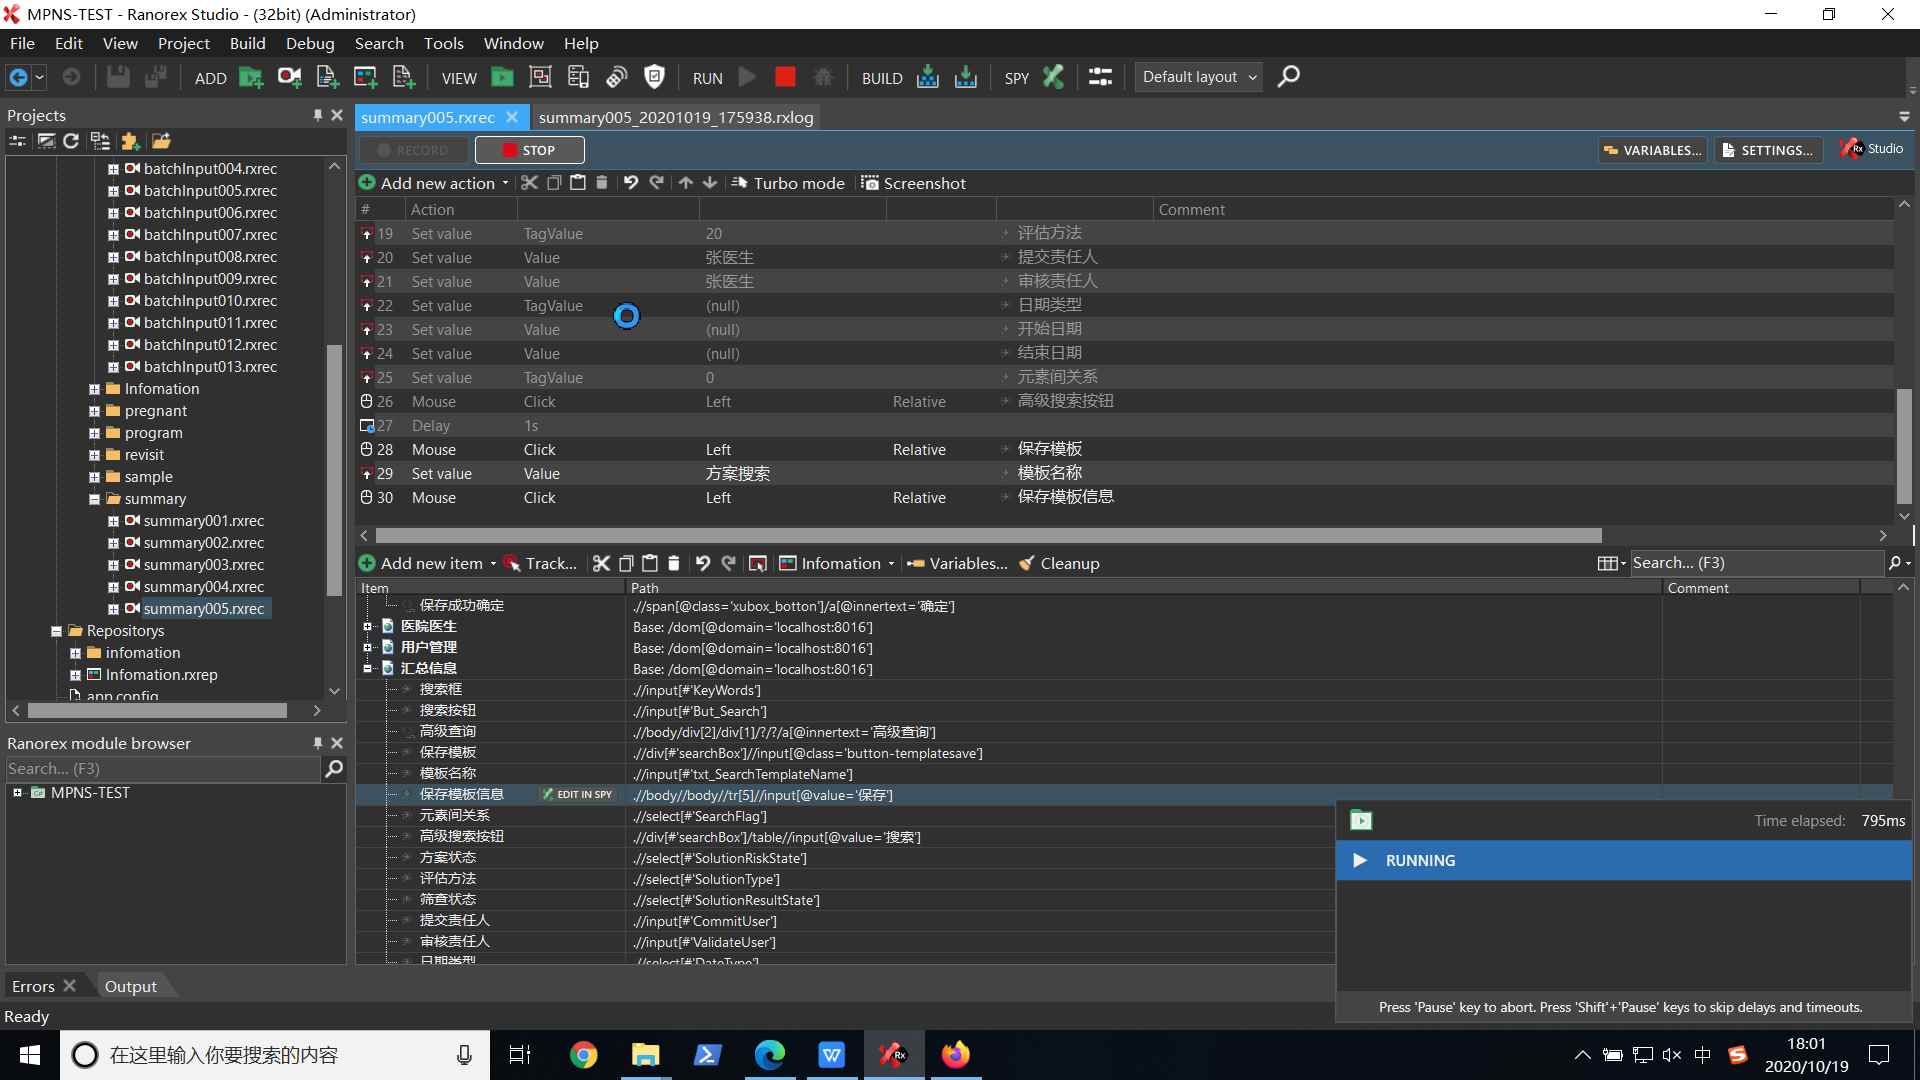 MPNS-TEST - Ranorex Studio - (32bit) (Administrator)
File Edit View Project Build Debug Search Tools Window Help
ADD VIEW RUN BUILD SPY Default layout
Projects
batchInput004.rxrec
batchInput005.rxrec
batchInput006.rxrec
batchInput007.rxrec
batchInput008.rxrec
batchInput009.rxrec
batchInput010.rxrec
batchInput011.rxrec
batchInput012.rxrec
batchInput013.rxrec
Infomation
pregnant
program
revisit
sample
summary
summary001.rxrec
summary002.rxrec
summary003.rxrec
summary004.rxrec
summary005.rxrec
Repositorys
infomation
Infomation.rxrep
app.config
Ranorex module browser
Search... (F3)
MPNS-TEST
summary005.rxrec summary005_20201019_175938.rxlog
RECORD STOP VARIABLES... SETTINGS... Rx Studio
Add new action Turbo mode Screenshot
# Action Comment
19 Set value TagValue 20 评估方法
20 Set value Value 张医生 提交责任人
21 Set value Value 张医生 审核责任人
22 Set value TagValue (null) 日期类型
23 Set value Value (null) 开始日期
24 Set value Value (null) 结束日期
25 Set value TagValue 0 元素间关系
26 Mouse Click Left Relative 高级搜索按钮
27 Delay 1s
28 Mouse Click Left Relative 保存模板
29 Set value Value 方案搜索 模板名称
30 Mouse Click Left Relative 保存模板信息
Add new item Track... Infomation Variables... Cleanup Search... (F3)
Item Path Comment
保存成功确定 .//span[@class='xubox_botton']/a[@innertext='确定']
医院医生 Base: /dom[@domain='localhost:8016']
用户管理 Base: /dom[@domain='localhost:8016']
汇总信息 Base: /dom[@domain='localhost:8016']
搜索框 .//input[#'KeyWords']
搜索按钮 .//input[#'But_Search']
高级查询 .//body/div[2]/div[1]/?/?/a[@innertext='高级查询']
保存模板 .//div[#'searchBox']//input[@class='button-templatesave']
模板名称 .//input[#'txt_SearchTemplateName']
保存模板信息 EDIT IN SPY .//body//body//tr[5]//input[@value='保存']
元素间关系 .//select[#'SearchFlag']
高级搜索按钮 .//div[#'searchBox']/table//input[@value='搜索']
方案状态 .//select[#'SolutionRiskState']
评估方法 .//select[#'SolutionType']
筛查状态 .//select[#'SolutionResultState']
提交责任人 .//input[#'CommitUser']
审核责任人 .//input[#'ValidateUser']
日期类型 .//select[#'DateType']
Time elapsed: 795ms
RUNNING
Press 'Pause' key to abort. Press 'Shift'+'Pause' keys to skip delays and timeouts.
Errors Output
Ready
在这里输入你要搜索的内容
W
Rx
中
S
18:01
2020/10/19